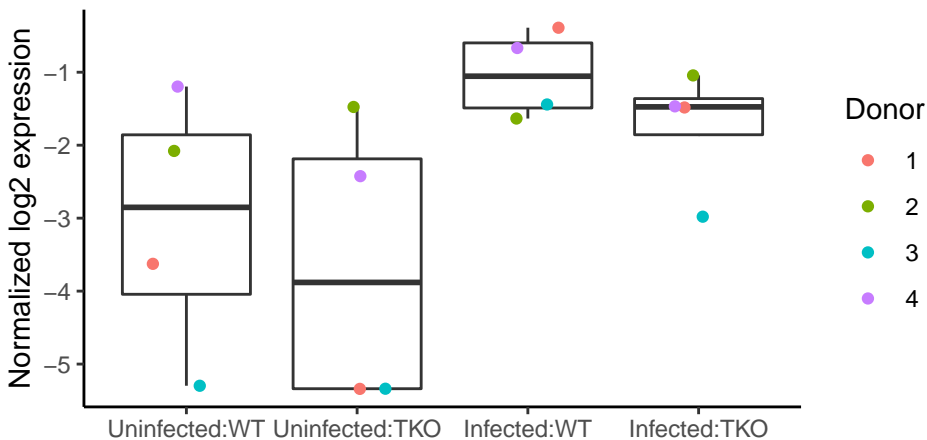 Normalized log2 expression
−1
−2
−3
−4
−5
Uninfected:WT
Uninfected:TKO
Infected:WT
Infected:TKO
Donor
1
2
3
4